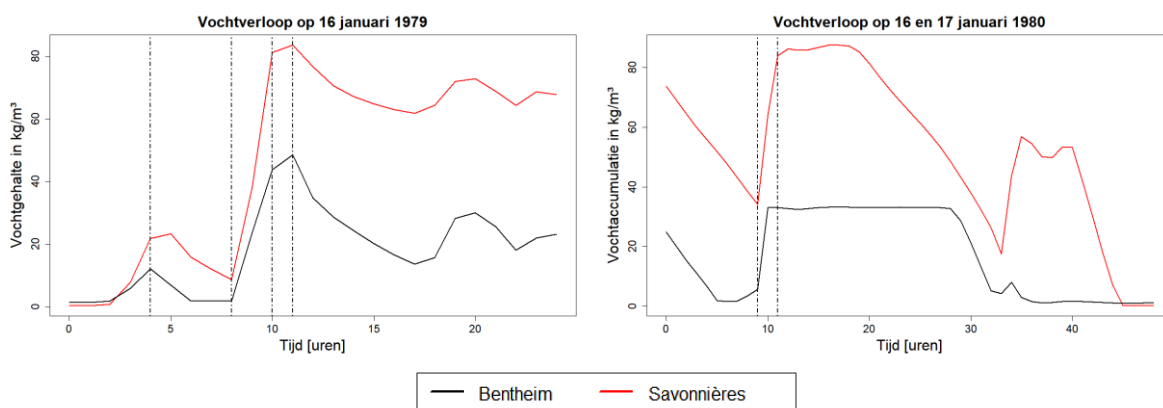 Vochtverloop op 16 januari 1979
Vochtgehalte in kg/m³
80
60
40
20
0
0 5 10 15 20
Tijd [uren]
Vochtverloop op 16 en 17 januari 1980
Vochtaccumulatie in kg/m³
80
60
40
20
0
0 10 20 30 40
Tijd [uren]
Bentheim Savonnières